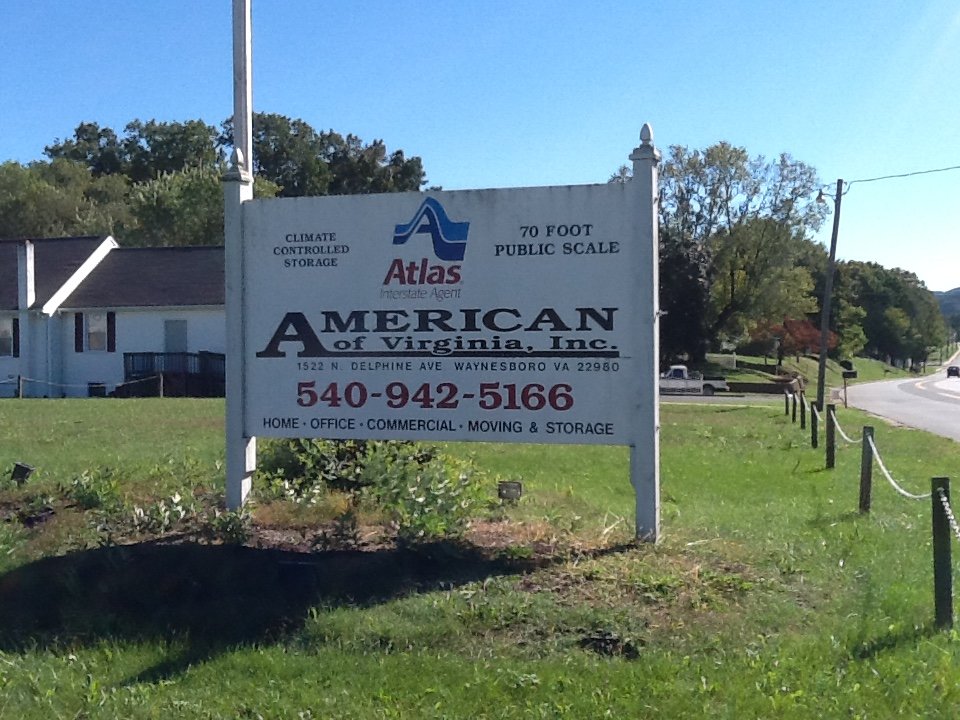 CLIMATE
CONTROLLED
STORAGE
Atlas
Interstate Agent
70 FOOT
PUBLIC SCALE
AMERICAN
of Virginia, Inc.
1522 N. DELPHINE AVE WAYNESBORO VA 22980
540-942-5166
HOME · OFFICE · COMMERCIAL · MOVING & STORAGE